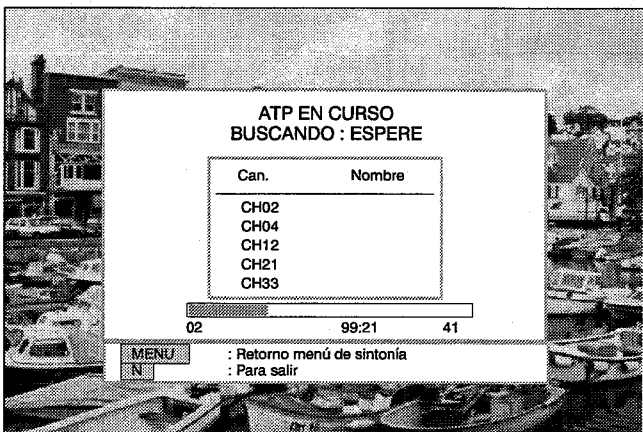 ATP EN CURSO
BUSCANDO : ESPERE
Can. Nombre
CH02
CH04
CH12
CH21
CH33
02 99:21 41
MENU : Retorno menú de sintonía
N : Para salir